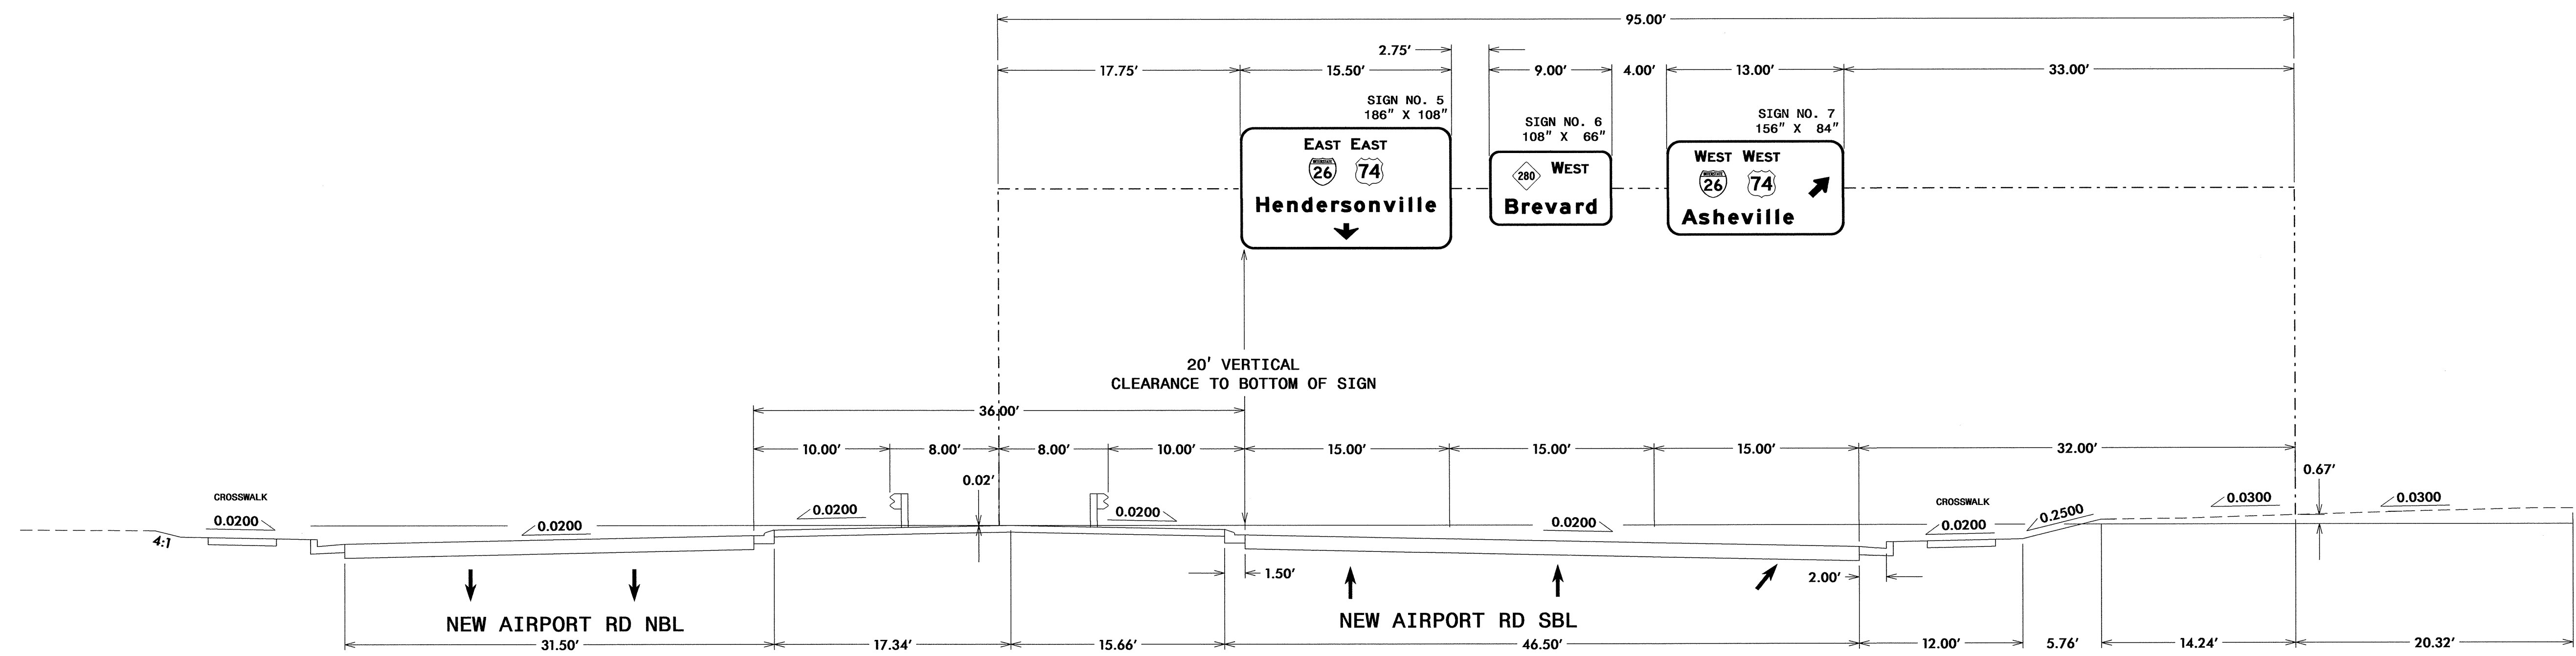 95.00'
2.75'
17.75' 15.50' 9.00' 4.00' 13.00' 33.00'
SIGN NO. 5
186" X 108"
SIGN NO. 6
108" X 66"
SIGN NO. 7
156" X 84"
EAST EAST
INTERSTATE
26 74
Hendersonville
280 WEST
Brevard
WEST WEST
INTERSTATE
26 74
Asheville
20' VERTICAL
CLEARANCE TO BOTTOM OF SIGN
36.00'
10.00' 8.00' 8.00' 10.00' 15.00' 15.00' 15.00' 32.00'
0.02'
0.67'
CROSSWALK
0.0200
0.0200
0.0200
0.0200
0.0200
CROSSWALK
0.0200
0.2500
0.0300
0.0300
4:1
1.50'
2.00'
NEW AIRPORT RD NBL
NEW AIRPORT RD SBL
31.50' 17.34' 15.66' 46.50' 12.00' 5.76' 14.24' 20.32'